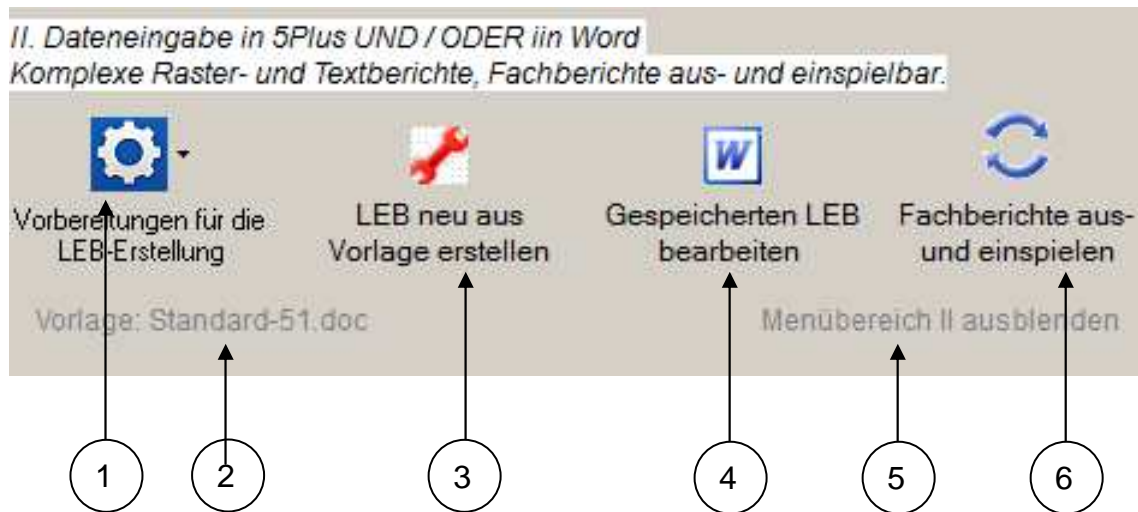 II. Dateneingabe in 5Plus UND / ODER iin Word
Komplexe Raster- und Textberichte, Fachberichte aus- und einspielbar.
Vorbereitungen für die
LEB-Erstellung
LEB neu aus
Vorlage erstellen
Gespeicherten LEB
bearbeiten
Fachberichte aus-
und einspielen
Vorlage: Standard-51.doc
Menübereich II ausblenden
1 2 3 4 5 6